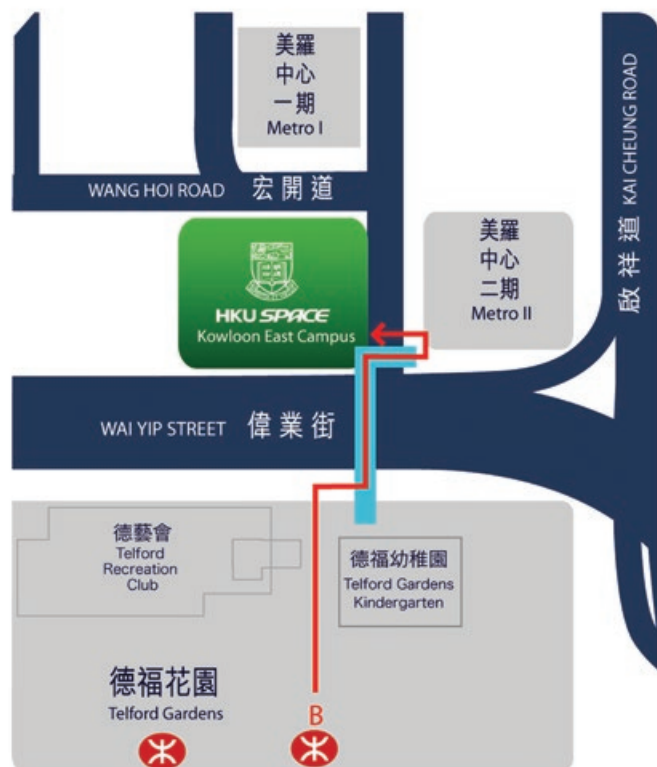 美羅
中心
一期
Metro I
KAI CHEUNG ROAD
啟祥道
WANG HOI ROAD 宏開道
美羅
中心
二期
Metro II
HKU SPACE
Kowloon East Campus
WAI YIP STREET 偉業街
德藝會
Telford
Recreation
Club
德福幼稚園
Telford Gardens
Kindergarten
德福花園
Telford Gardens
B